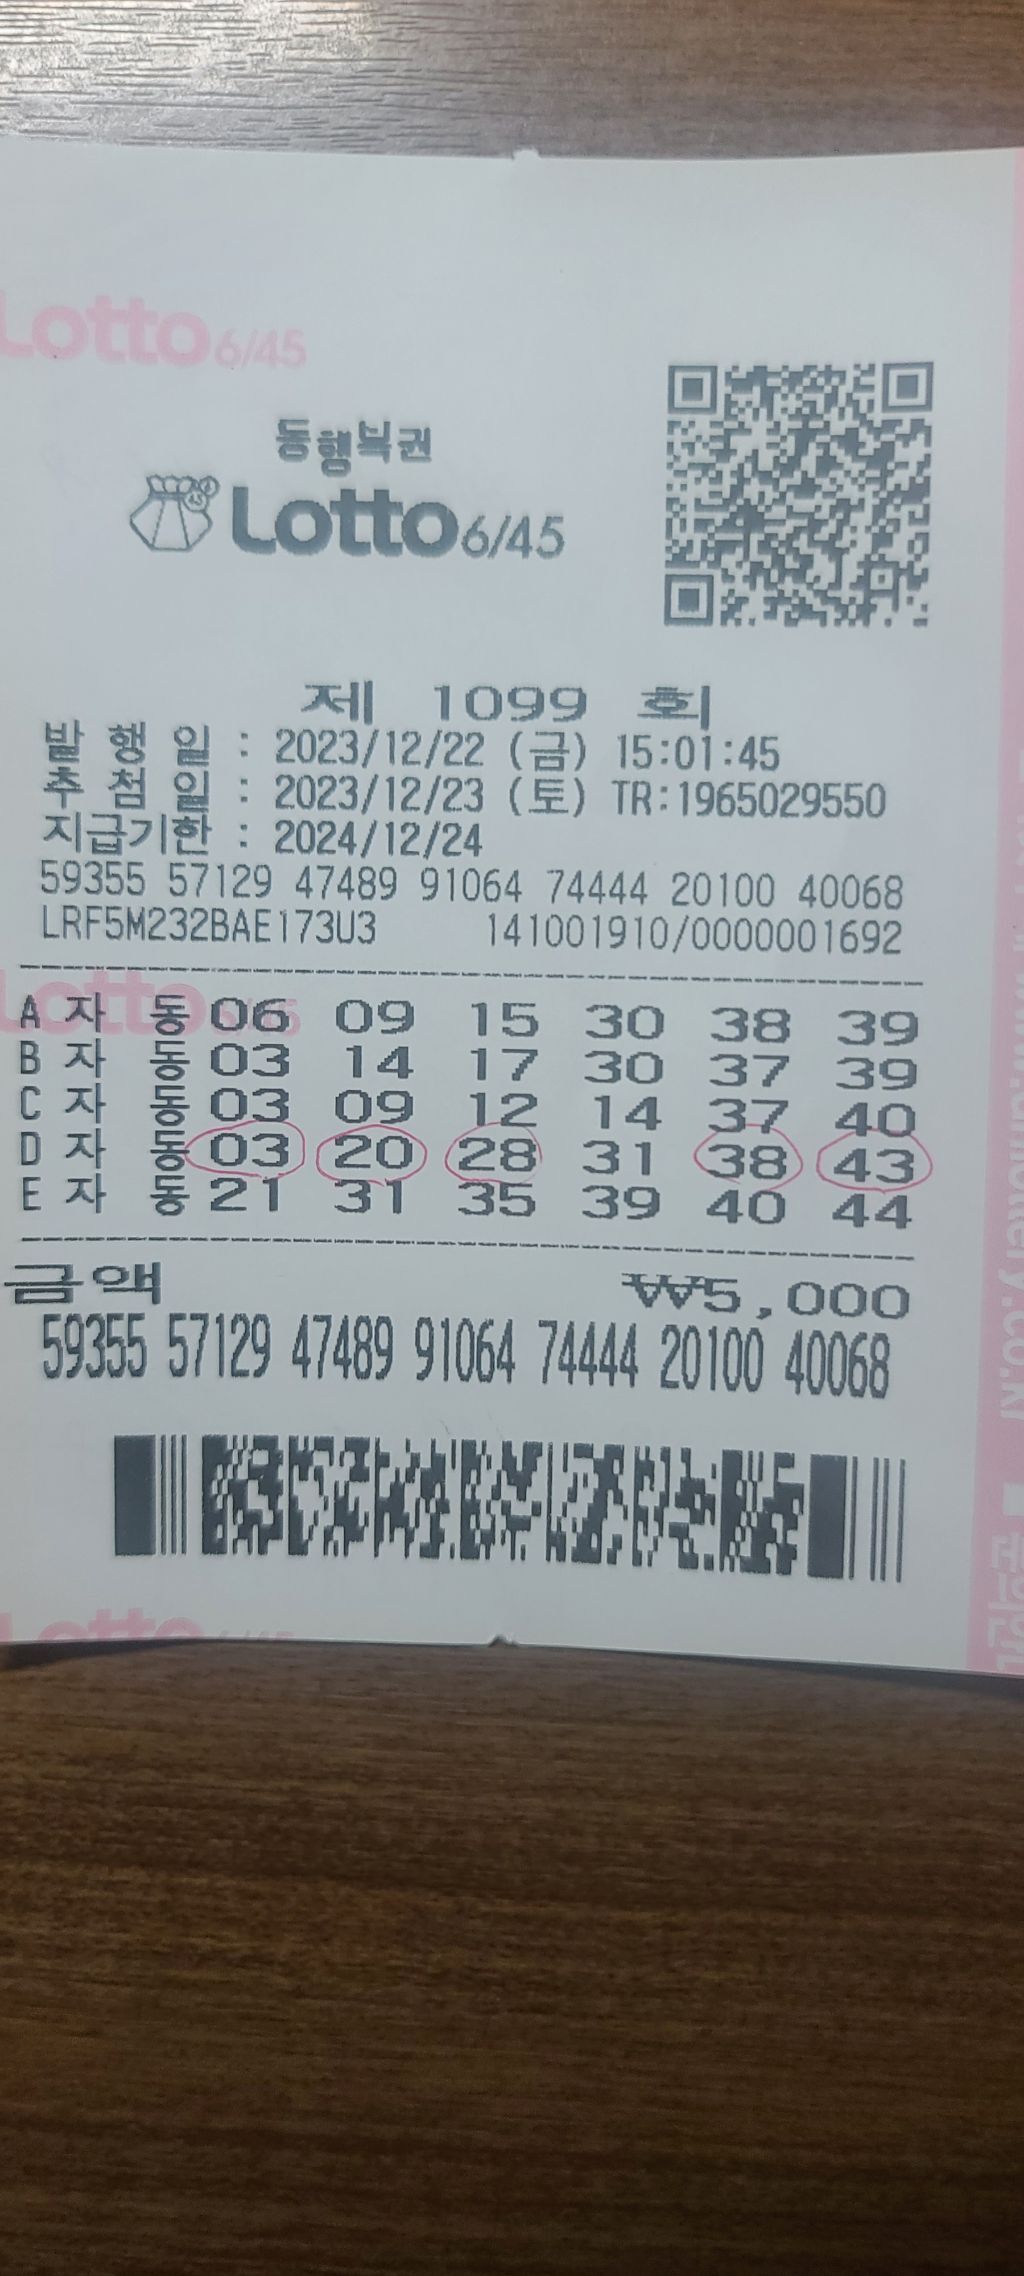 Lotto 6/45
동행복권
Lotto 6/45
제 1099 회
발 행 일 : 2023/12/22 (금) 15:01:45
추 첨 일 : 2023/12/23 (토) TR:1965029550
지급기한 : 2024/12/24
59355 57129 47489 91064 74444 20100 40068
LRF5M232BAE173U3 141001910/0000001692
A 자 동 06 09 15 30 38 39
B 자 동 03 14 17 30 37 39
C 자 동 03 09 12 14 37 40
D 자 동 03 20 28 31 38 43
E 자 동 21 31 35 39 40 44
금액 ₩5,000
59355 57129 47489 91064 74444 20100 40068
Lotto 6/45